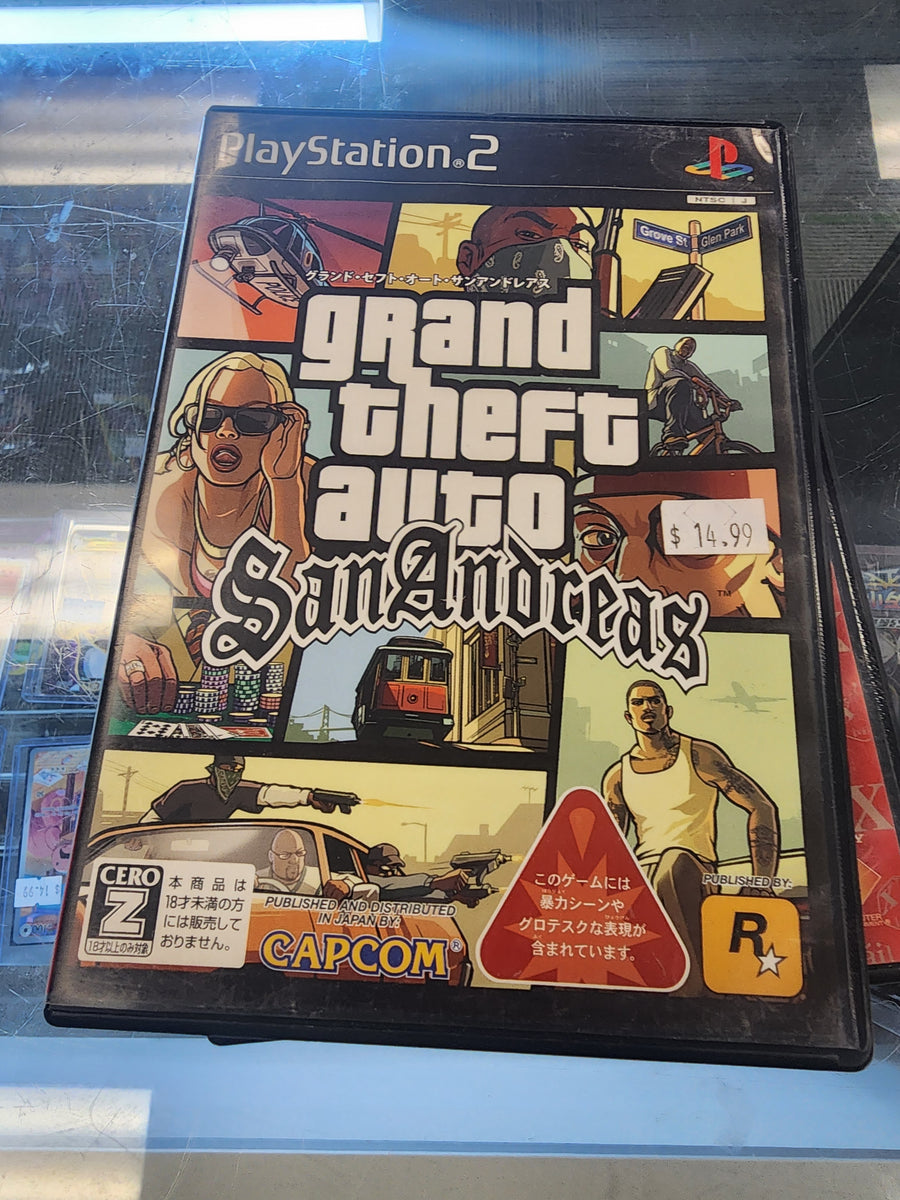 PlayStation®2
NTSC J
グランド・セフト・オート・サンアンドレアス
Grove St
Glen Park
grand
theft
auto
San Andreas
TM
$ 14.99
POLICE
CERO
Z
18才以上のみ対象
本商品は
18才未満の方
には販売して
おりません。
PUBLISHED AND DISTRIBUTED
IN JAPAN BY:
CAPCOM®
このゲームには
暴力シーンや
グロテスクな表現が
含まれています。
PUBLISHED BY:
R
$ 14.99